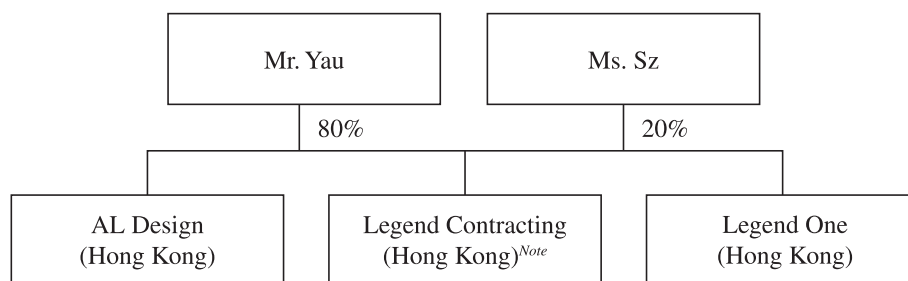 Mr. Yau
Ms. Sz
80%
20%
AL Design
(Hong Kong)
Legend Contracting
(Hong Kong)Note
Legend One
(Hong Kong)